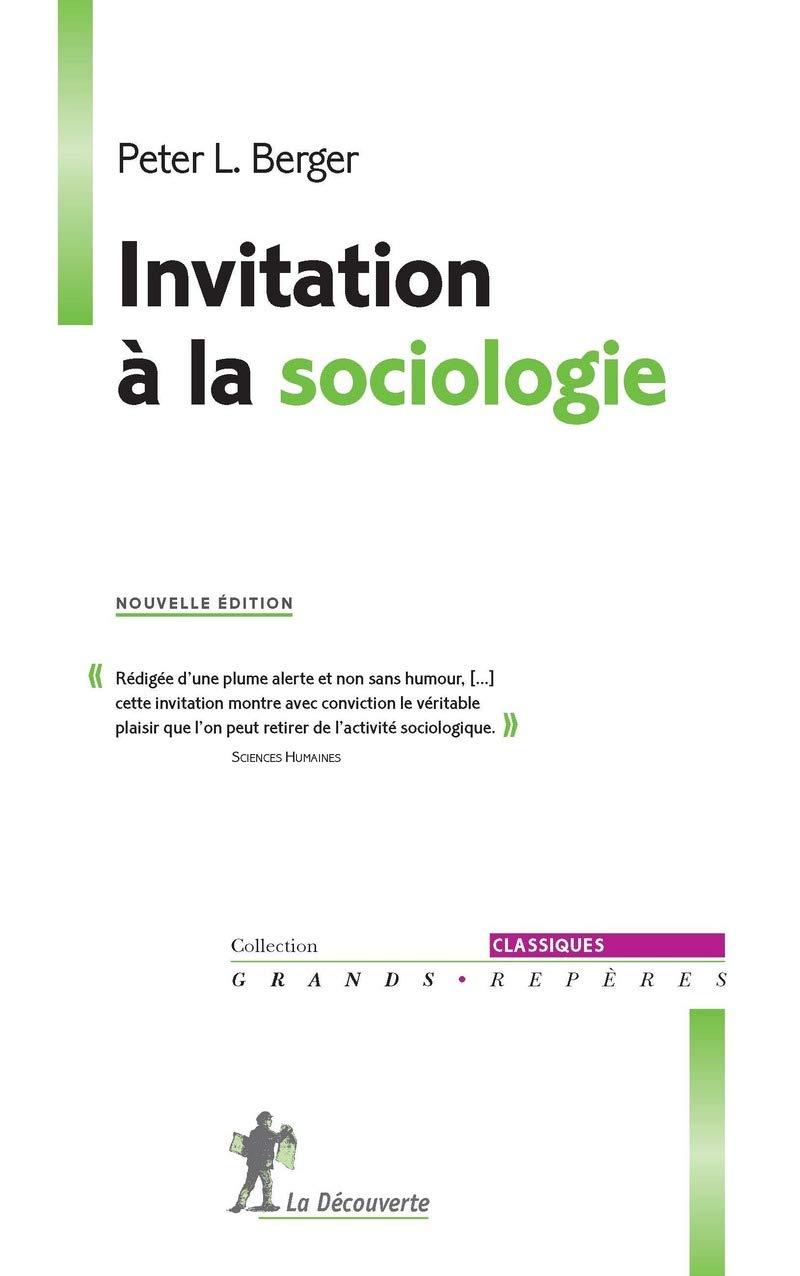 Peter L. Berger
Invitation
à la sociologie
NOUVELLE ÉDITION
« Rédigée d’une plume alerte et non sans humour, [...]
cette invitation montre avec conviction le véritable
plaisir que l’on peut retirer de l’activité sociologique. »
SCIENCES HUMAINES
Collection CLASSIQUES
GRANDS • REPÈRES
La Découverte